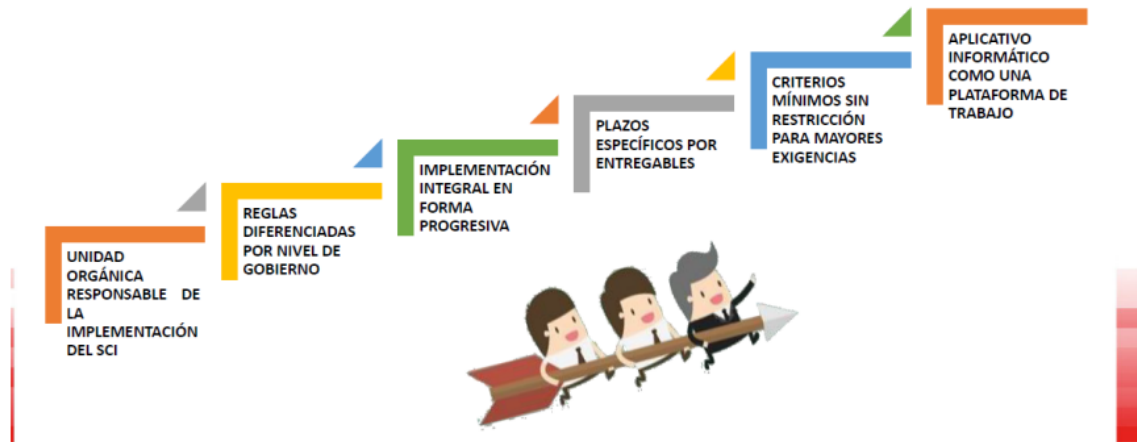 UNIDAD
ORGÁNICA
RESPONSABLE DE
LA
IMPLEMENTACIÓN
DEL SCI
REGLAS
DIFERENCIADAS
POR NIVEL DE
GOBIERNO
IMPLEMENTACIÓN
INTEGRAL EN
FORMA
PROGRESIVA
PLAZOS
ESPECÍFICOS POR
ENTREGABLES
CRITERIOS
MÍNIMOS SIN
RESTRICCIÓN
PARA MAYORES
EXIGENCIAS
APLICATIVO
INFORMÁTICO
COMO UNA
PLATAFORMA DE
TRABAJO